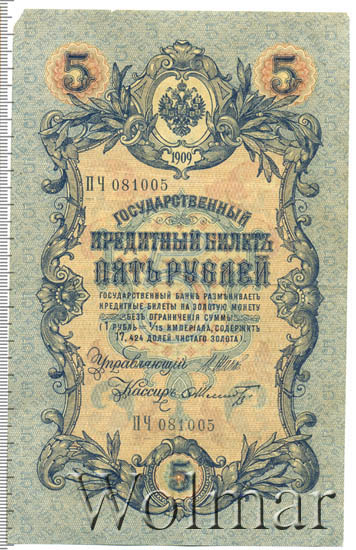 5 5
1909
ПЧ 081005
ГОСУДАРСТВЕННЫЙ
КРЕДИТНЫЙ БИЛЕТЪ
ПЯТЬ РУБЛЕЙ
ГОСУДАРСТВЕННЫЙ БАНКЪ РАЗМѢНИВАЕТЪ
КРЕДИТНЫЕ БИЛЕТЫ НА ЗОЛОТУЮ МОНЕТУ
БЕЗЪ ОГРАНИЧЕНІЯ СУММЫ
(1 РУБЛЬ = 1/15 ИМПЕРІАЛА, СОДЕРЖИТЪ
17,424 ДОЛЕЙ ЧИСТАГО ЗОЛОТА).
Управляющій
Кассиръ
ПЧ 081005
5
Wolmar